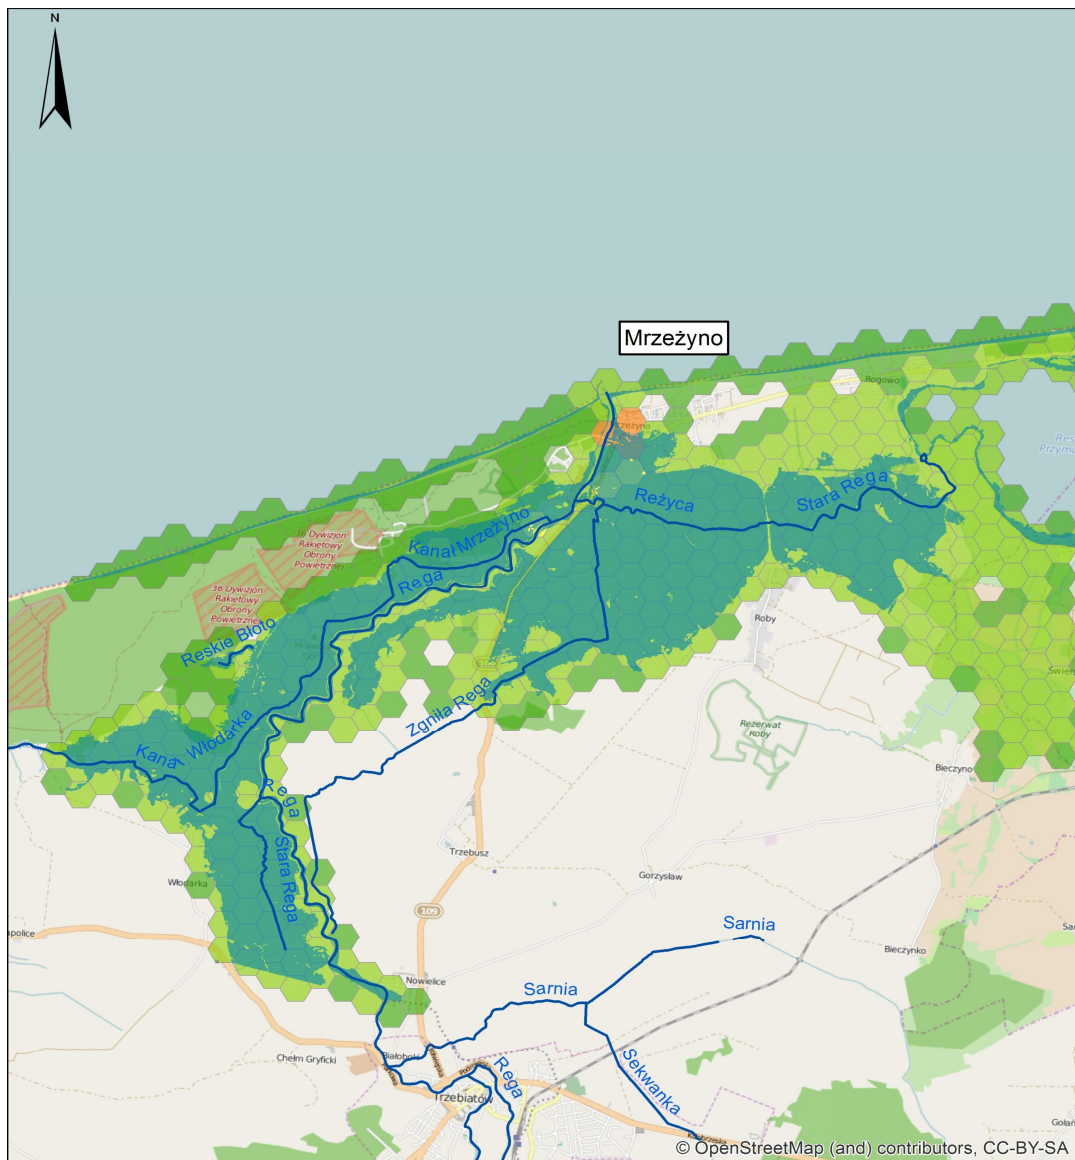 N
Mrzeżyno
Rogowo
Reżyca
Stara Rega
Kanał Mrzeżyno
36 Dywizjon
Rakietowy
Obrony
Powietrznej
Rega
36 Dywizjon
Rakietowy
Obrony
Powietrznej
Roby
Reskie Błoto
Zgniła Rega
Kanał Włodarka
Rezerwat
Roby
Bieczyno
Rega
Trzebusz
Stara Rega
Gorzysław
Włodarka
109
Sarnia
Bieczynko
Nowielice
Sarnia
Białoboki
Chełm Gryficki
Rega
Sekwanka
Trzebiatów
© OpenStreetMap (and) contributors, CC-BY-SA